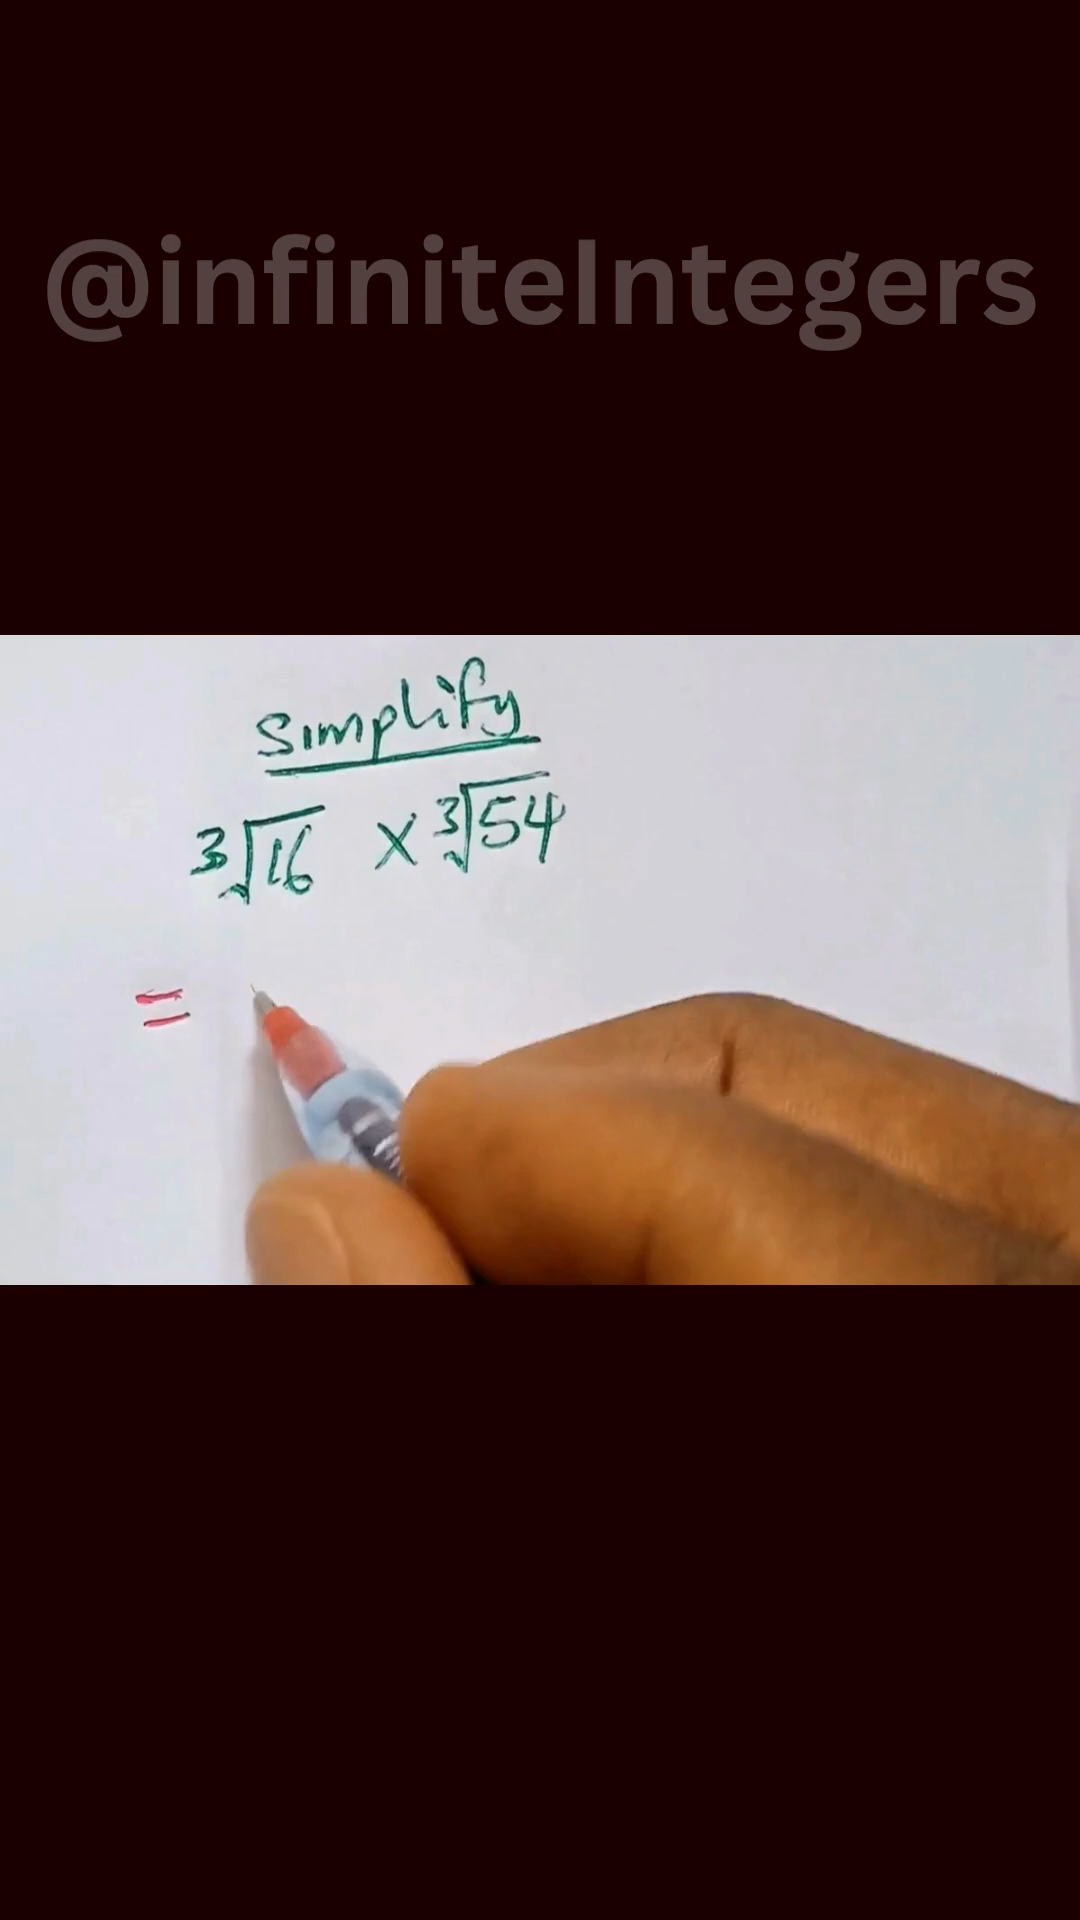 @infiniteIntegers
Simplify
∛16 × ∛54
=